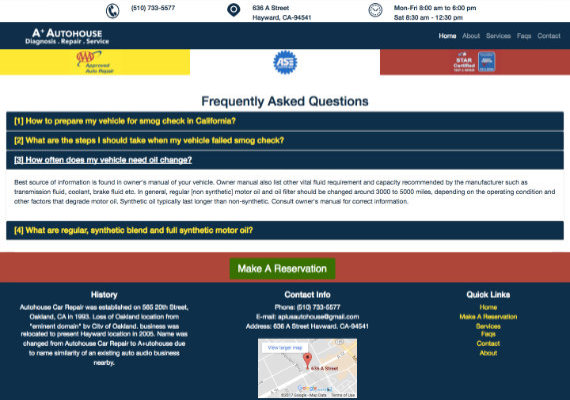 (510) 733-5577
636 A Street
Hayward, CA-94541
Mon-Fri 8:00 am to 6:00 pm
Sat 8:30 am - 12:30 pm
A+ AUTOHOUSE
Diagnosis . Repair . Service
Home About Services Faqs Contact
AAA
Approved
Auto Repair
ASE
STAR
Certified
Frequently Asked Questions
[1] How to prepare my vehicle for smog check in California?
[2] What are the steps I should take when my vehicle failed smog check?
[3] How often does my vehicle need oil change?
Best source of information is found in owner's manual of your vehicle. Owner manual also list other vital fluid requirement and capacity recommended by the manufacturer such as
transmission fluid, coolant, brake fluid etc. In general, regular [non synthetic] motor oil and oil filter should be changed around 3000 to 5000 miles, depending on the operating condition and
other factors that degrade motor oil. Synthetic oil typically last longer than non-synthetic. Consult owner's manual for correct information.
[4] What are regular, synthetic blend and full synthetic motor oil?
Make A Reservation
History
Autohouse Car Repair was established on 565 20th Street,
Oakland, CA in 1993. Loss of Oakland location from
"eminent domain" by City of Oakland. business was
relocated to present Hayward location in 2005. Name was
changed from Autohouse Car Repair to A+utohouse due
to name similarity of an existing auto audio business
nearby.
Contact Info
Phone: (510) 733-5577
E-mail: aplusautohouse@gmail.com
Address: 636 A Street Hayward, CA-94541
View larger map
636 A Street
Google
©2017 Google - Map Data Terms of Use
Quick Links
Home
Make A Reservation
Services
Faqs
Contact
About